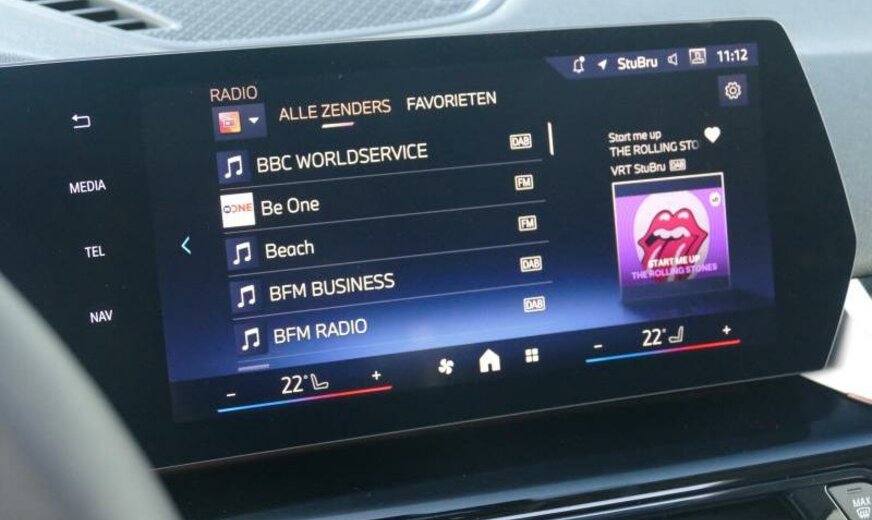 StuBru 11:12
RADIO
ALLE ZENDERS FAVORIETEN
MEDIA
TEL
NAV
BBC WORLDSERVICE DAB
Be One FM
Beach FM
BFM BUSINESS DAB
BFM RADIO DAB
Start me up
THE ROLLING STO
VRT StuBru DAB
START ME UP
THE ROLLING STONES
- 22° +
- 22° +
MAX